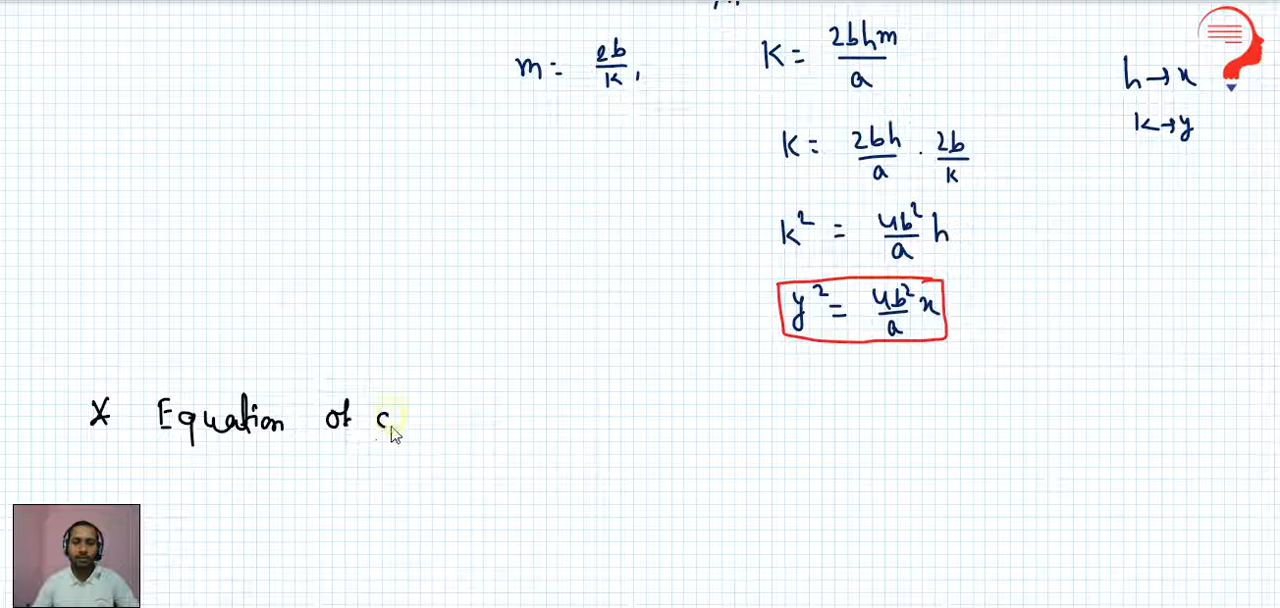 m = 2b/k,
K = 2bhm/a
h → x
k → y
K = 2bh/a · 2b/k
k² = 4b²/a h
y² = 4b²/a x
* Equation of c